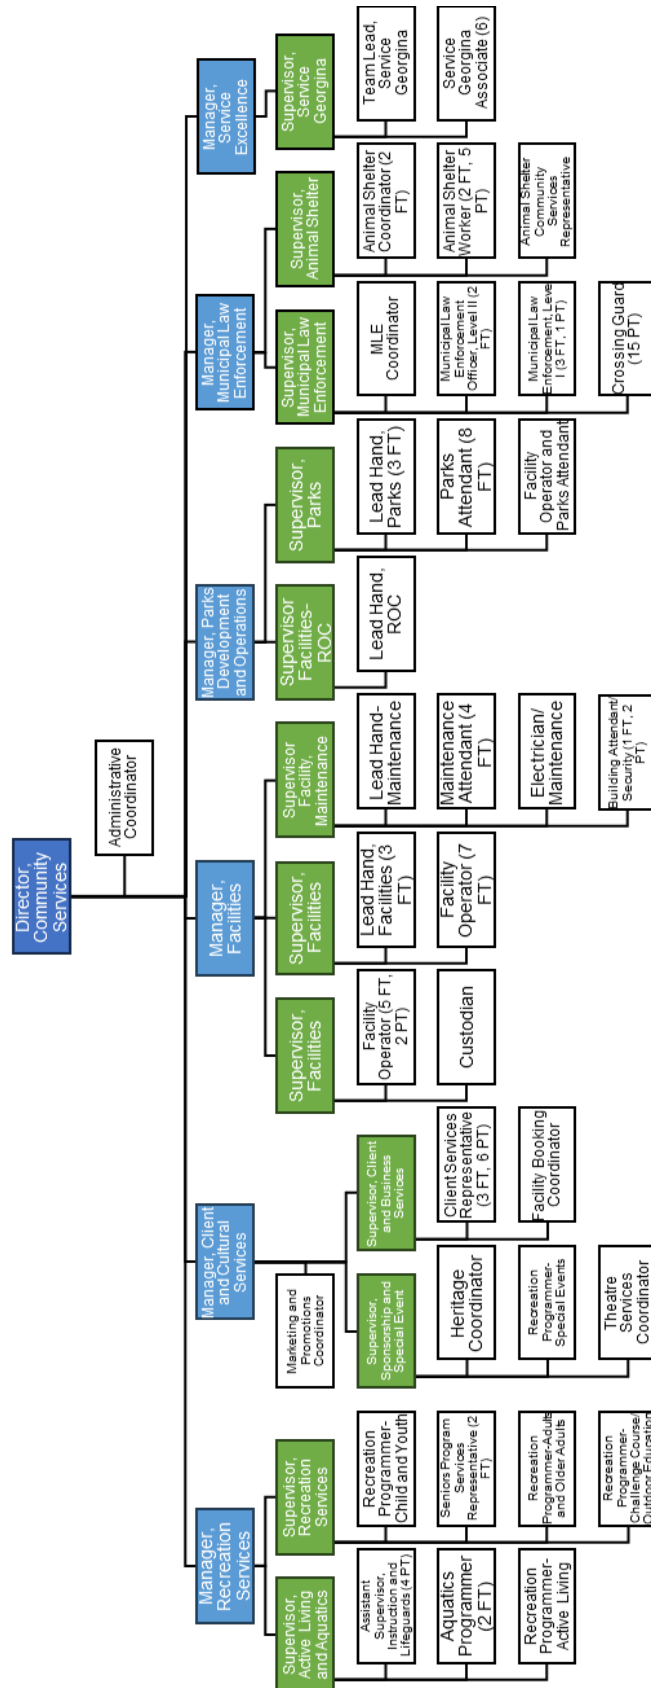 Director,
Community
Services
Administrative
Coordinator
Manager,
Recreation
Services
Manager, Client
and Cultural
Services
Manager,
Facilities
Manager, Parks
Development
and Operations
Manager,
Municipal Law
Enforcement
Manager,
Service
Excellence
Supervisor,
Active Living
and Aquatics
Assistant
Supervisor,
Instruction and
Lifeguards (4 PT)
Aquatics
Programmer
(2 FT)
Recreation
Programmer-
Active Living
Supervisor,
Recreation
Services
Recreation
Programmer-
Child and Youth
Seniors Program
Services
Representative (2
FT)
Recreation
Programmer-Adults
and Older Adults
Recreation
Programmer-
Challenge Course/
Outdoor Education
Marketing and
Promotions
Coordinator
Supervisor,
Sponsorship and
Special Event
Heritage
Coordinator
Recreation
Programmer-
Special Events
Theatre
Services
Coordinator
Supervisor, Client
and Business
Services
Client Services
Representative
(3 FT, 6 PT)
Facility Booking
Coordinator
Supervisor,
Facilities
Facility
Operator (5 FT,
2 PT)
Custodian
Supervisor,
Facilities
Lead Hand,
Facilities (3
FT)
Facility
Operator (7
FT)
Supervisor
Facility,
Maintenance
Lead Hand-
Maintenance
Maintenance
Attendant (4
FT)
Electrician/
Maintenance
Building Attendant/
Security (1 FT, 2
PT)
Supervisor
Facilities-
ROC
Lead Hand,
ROC
Supervisor,
Parks
Lead Hand,
Parks (3 FT)
Parks
Attendant (8
FT)
Facility
Operator and
Parks Attendant
Supervisor,
Municipal Law
Enforcement
MLE
Coordinator
Municipal Law
Enforcement
Officer, Level II (2
FT)
Municipal Law
Enforcement, Level
I (3 FT, 1 PT)
Crossing Guard
(15 PT)
Supervisor,
Animal Shelter
Animal Shelter
Coordinator (2
FT)
Animal Shelter
Worker (2 FT, 5
PT)
Animal Shelter
Community
Services
Representative
Supervisor,
Service
Georgina
Team Lead,
Service
Georgina
Service
Georgina
Associate (6)